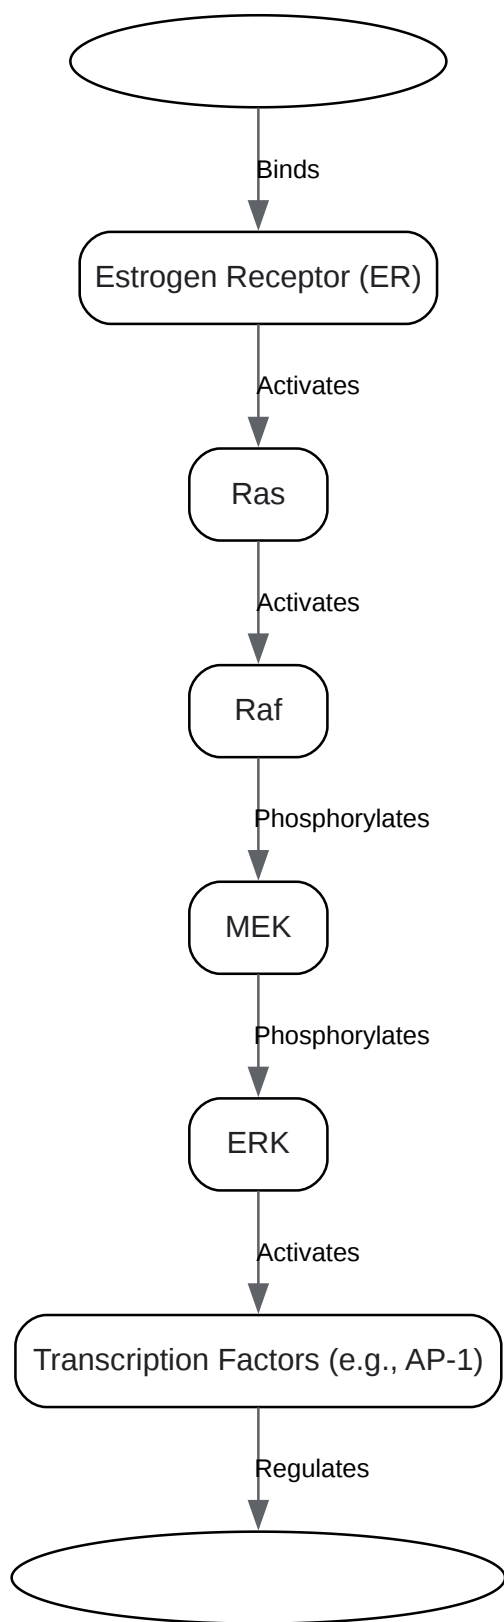 Binds
Estrogen Receptor (ER)
Activates
Ras
Activates
Raf
Phosphorylates
MEK
Phosphorylates
ERK
Activates
Transcription Factors (e.g., AP-1)
Regulates